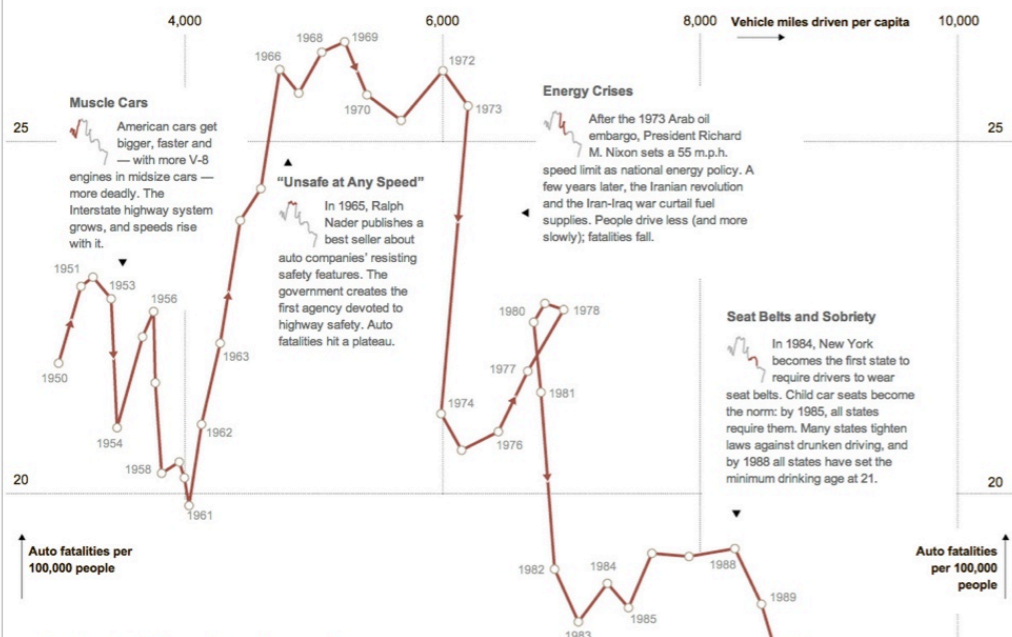 4,000
6,000
8,000
Vehicle miles driven per capita
10,000
1966
1968
1969
1970
1972
1973
Muscle Cars
American cars get
bigger, faster and
— with more V-8
engines in midsize cars —
more deadly. The
Interstate highway system
grows, and speeds rise
with it.
25
"Unsafe at Any Speed"
In 1965, Ralph
Nader publishes a
best seller about
auto companies' resisting
safety features. The
government creates the
first agency devoted to
highway safety. Auto
fatalities hit a plateau.
Energy Crises
After the 1973 Arab oil
embargo, President Richard
M. Nixon sets a 55 m.p.h.
speed limit as national energy policy. A
few years later, the Iranian revolution
and the Iran-Iraq war curtail fuel
supplies. People drive less (and more
slowly); fatalities fall.
25
1951
1953
1956
1950
1954
1958
1963
1962
1961
1980
1978
1977
1981
1974
1976
Seat Belts and Sobriety
In 1984, New York
becomes the first state to
require drivers to wear
seat belts. Child car seats become
the norm: by 1985, all states
require them. Many states tighten
laws against drunken driving, and
by 1988 all states have set the
minimum drinking age at 21.
20
20
Auto fatalities per
100,000 people
1982
1984
1988
1985
1983
1989
Auto fatalities
per 100,000
people